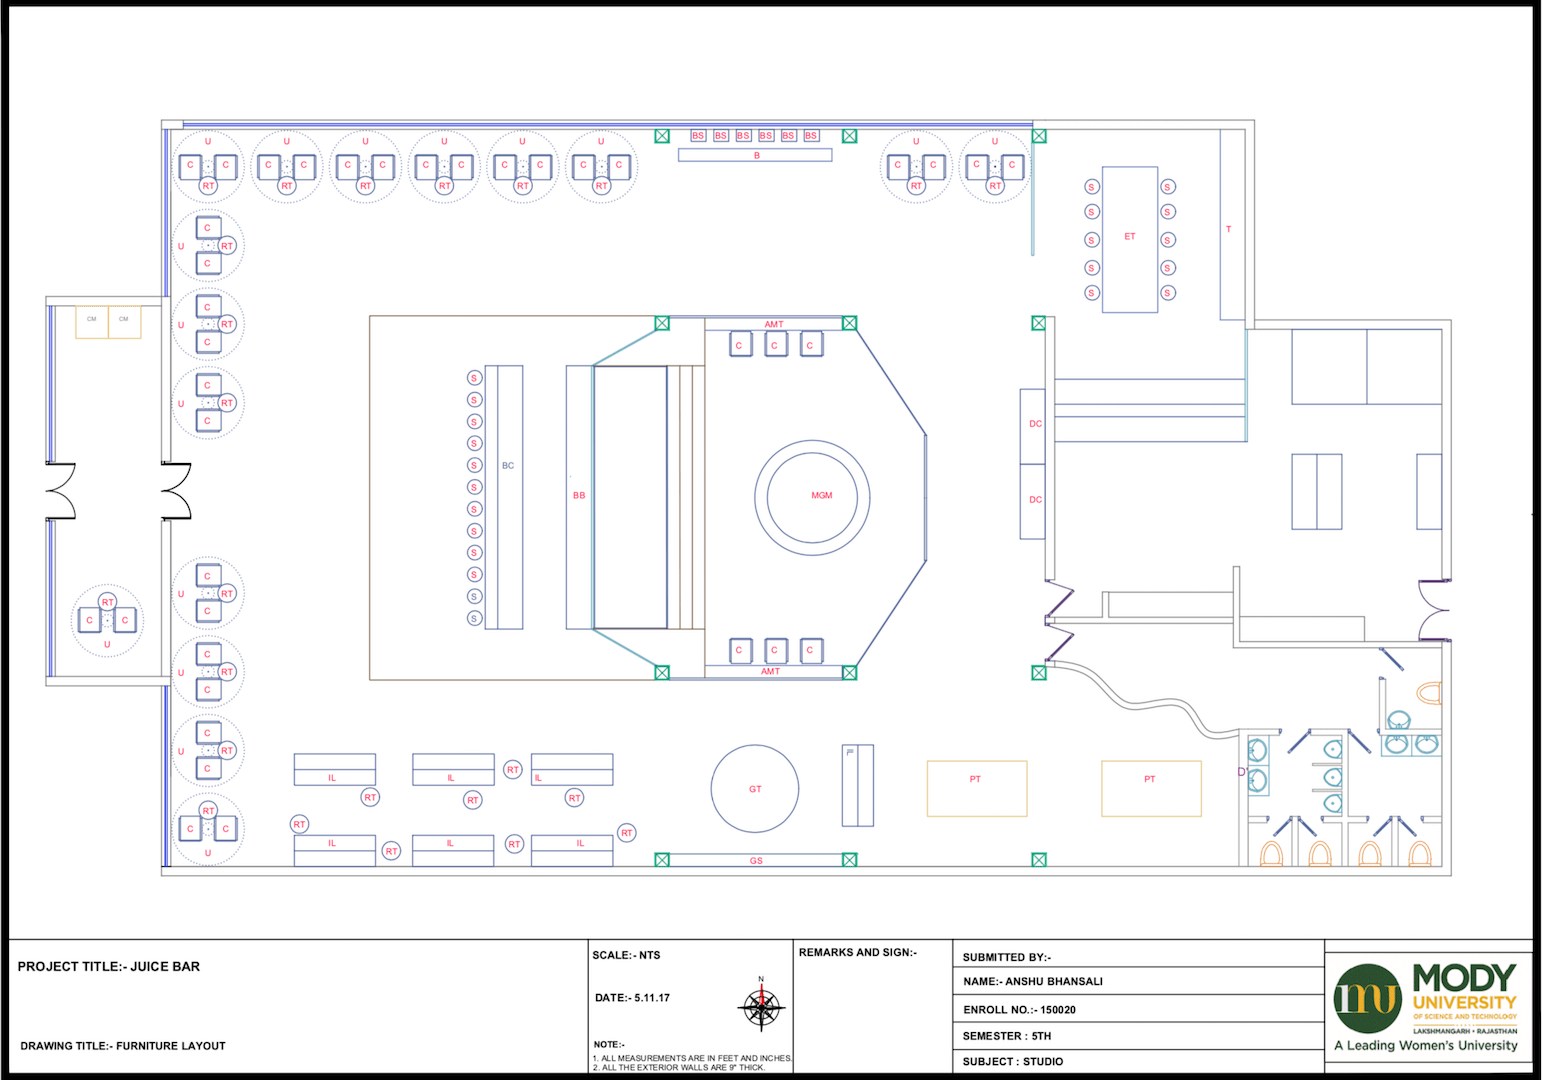 U U U U U U BS BS BS BS BS BS U U
B
C C C C C C C C C C C C C C C C
RT RT RT RT RT RT RT RT
S S
S S
ET
S S
S S
S S
T
C
U RT
C
CM CM
C
U RT
C
AMT
C C C
C
U RT
C
S
S
S
S
S
S
S
S
S
S
S
S
BC
BB
MGM
DC
DC
C
U RT
C
RT
C C
U
C
U RT
C
C C C
AMT
C
U RT
C
IL IL IL
RT
RT RT RT
GT
PT PT
D'
RT
C C
U
RT
IL IL IL
RT RT RT
GS
PROJECT TITLE:- JUICE BAR
DRAWING TITLE:- FURNITURE LAYOUT
SCALE:- NTS
DATE:- 5.11.17
N
NOTE:-
1. ALL MEASUREMENTS ARE IN FEET AND INCHES.
2. ALL THE EXTERIOR WALLS ARE 9" THICK.
REMARKS AND SIGN:-
SUBMITTED BY:-
NAME:- ANSHU BHANSALI
ENROLL NO.:- 150020
SEMESTER : 5TH
SUBJECT : STUDIO
mu
MODY
UNIVERSITY
OF SCIENCE AND TECHNOLOGY
LAKSHMANGARH • RAJASTHAN
A Leading Women's University